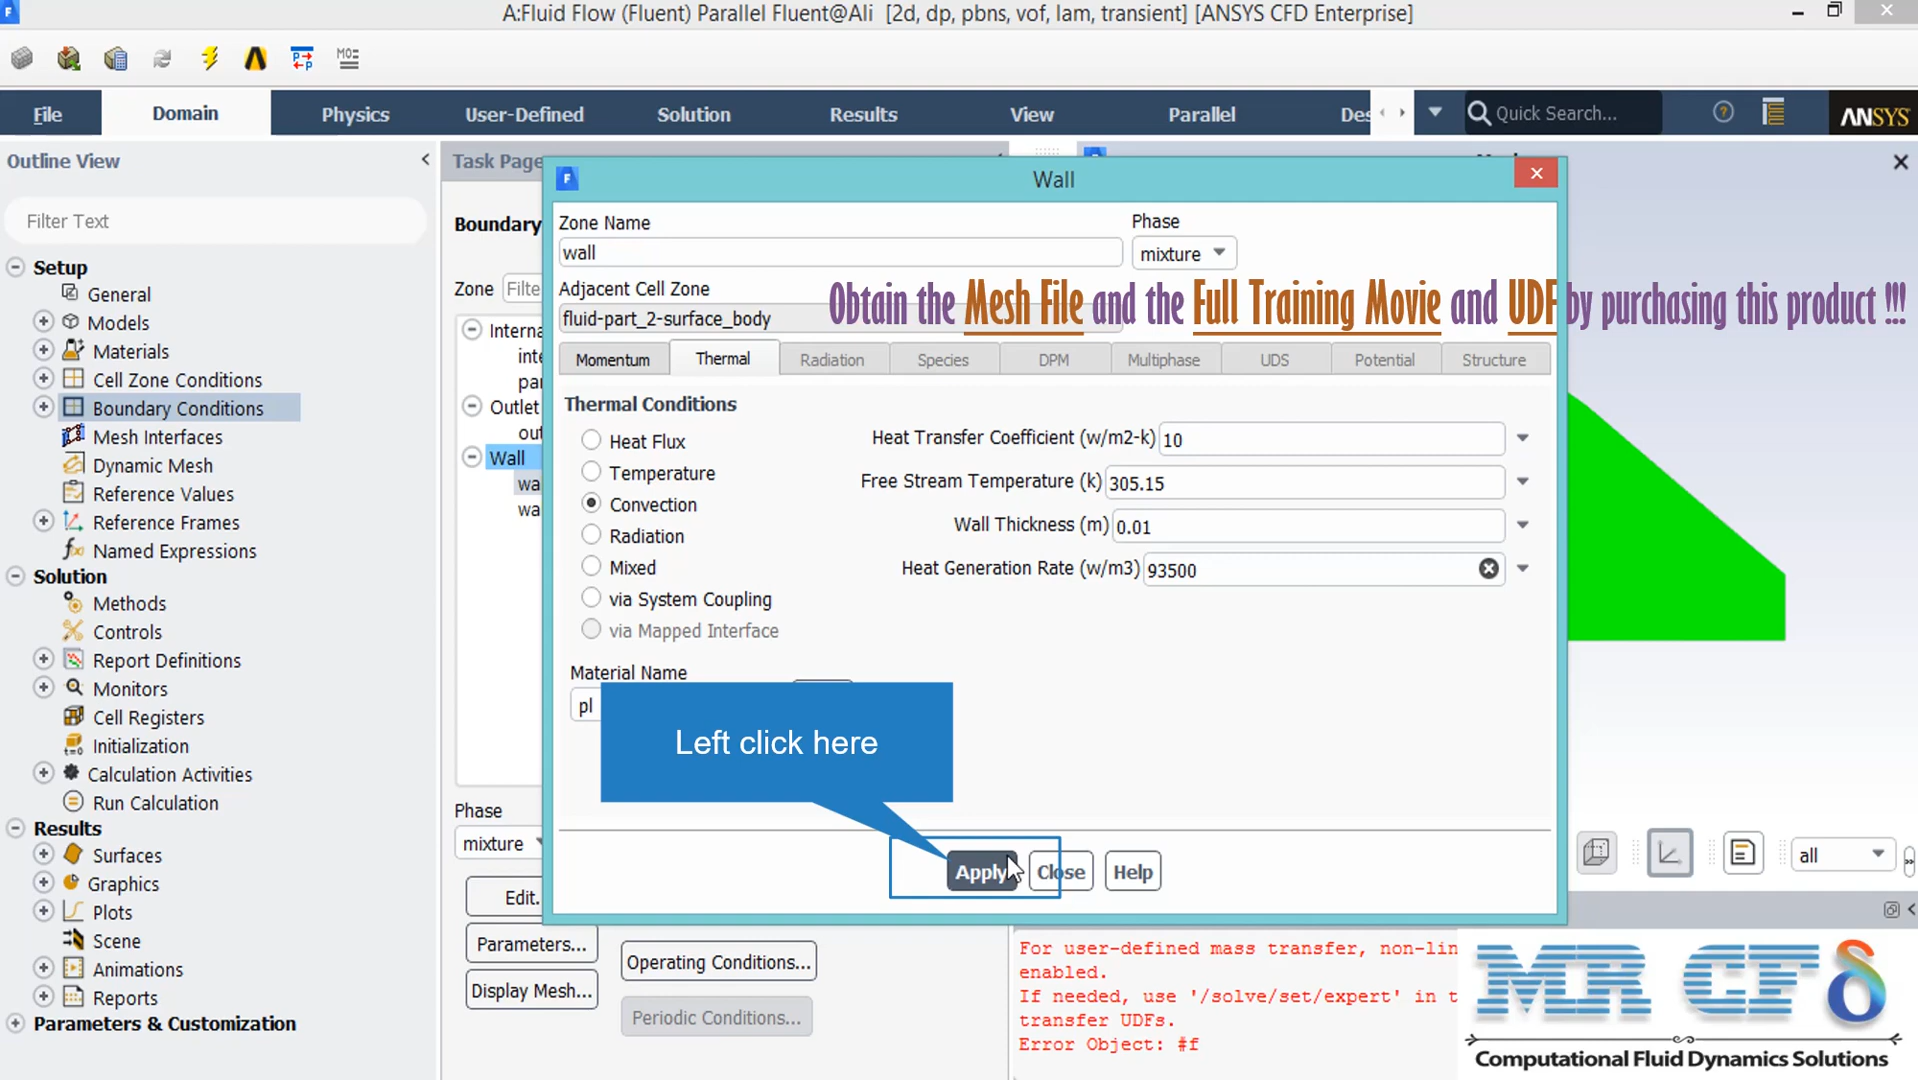 A:Fluid Flow (Fluent) Parallel Fluent@Ali [2d, dp, pbns, vof, lam, transient] [ANSYS CFD Enterprise]
File Domain Physics User-Defined Solution Results View Parallel Des Quick Search... ANSYS
Outline View
Filter Text
Setup
General
Models
Materials
Cell Zone Conditions
Boundary Conditions
Mesh Interfaces
Dynamic Mesh
Reference Values
Reference Frames
Named Expressions
Solution
Methods
Controls
Report Definitions
Monitors
Cell Registers
Initialization
Calculation Activities
Run Calculation
Results
Surfaces
Graphics
Plots
Scene
Animations
Reports
Parameters & Customization
Task Page
Boundary
Zone Filte
Interna
inte
par
Outlet
out
Wall
wa
wa
Phase
mixture
Edit.
Parameters...
Display Mesh...
Operating Conditions...
Periodic Conditions...
Wall
Zone Name
wall
Phase
mixture
Adjacent Cell Zone
fluid-part_2-surface_body
Obtain the Mesh File and the Full Training Movie and UDF by purchasing this product !!!
Momentum Thermal Radiation Species DPM Multiphase UDS Potential Structure
Thermal Conditions
Heat Flux
Temperature
Convection
Radiation
Mixed
via System Coupling
via Mapped Interface
Heat Transfer Coefficient (w/m2-k) 10
Free Stream Temperature (k) 305.15
Wall Thickness (m) 0.01
Heat Generation Rate (w/m3) 93500
Material Name
pl
Left click here
Apply Close Help
all
For user-defined mass transfer, non-lin
enabled.
If needed, use '/solve/set/expert' in t
transfer UDFs.
Error Object: #f
MR CFδ
Computational Fluid Dynamics Solutions